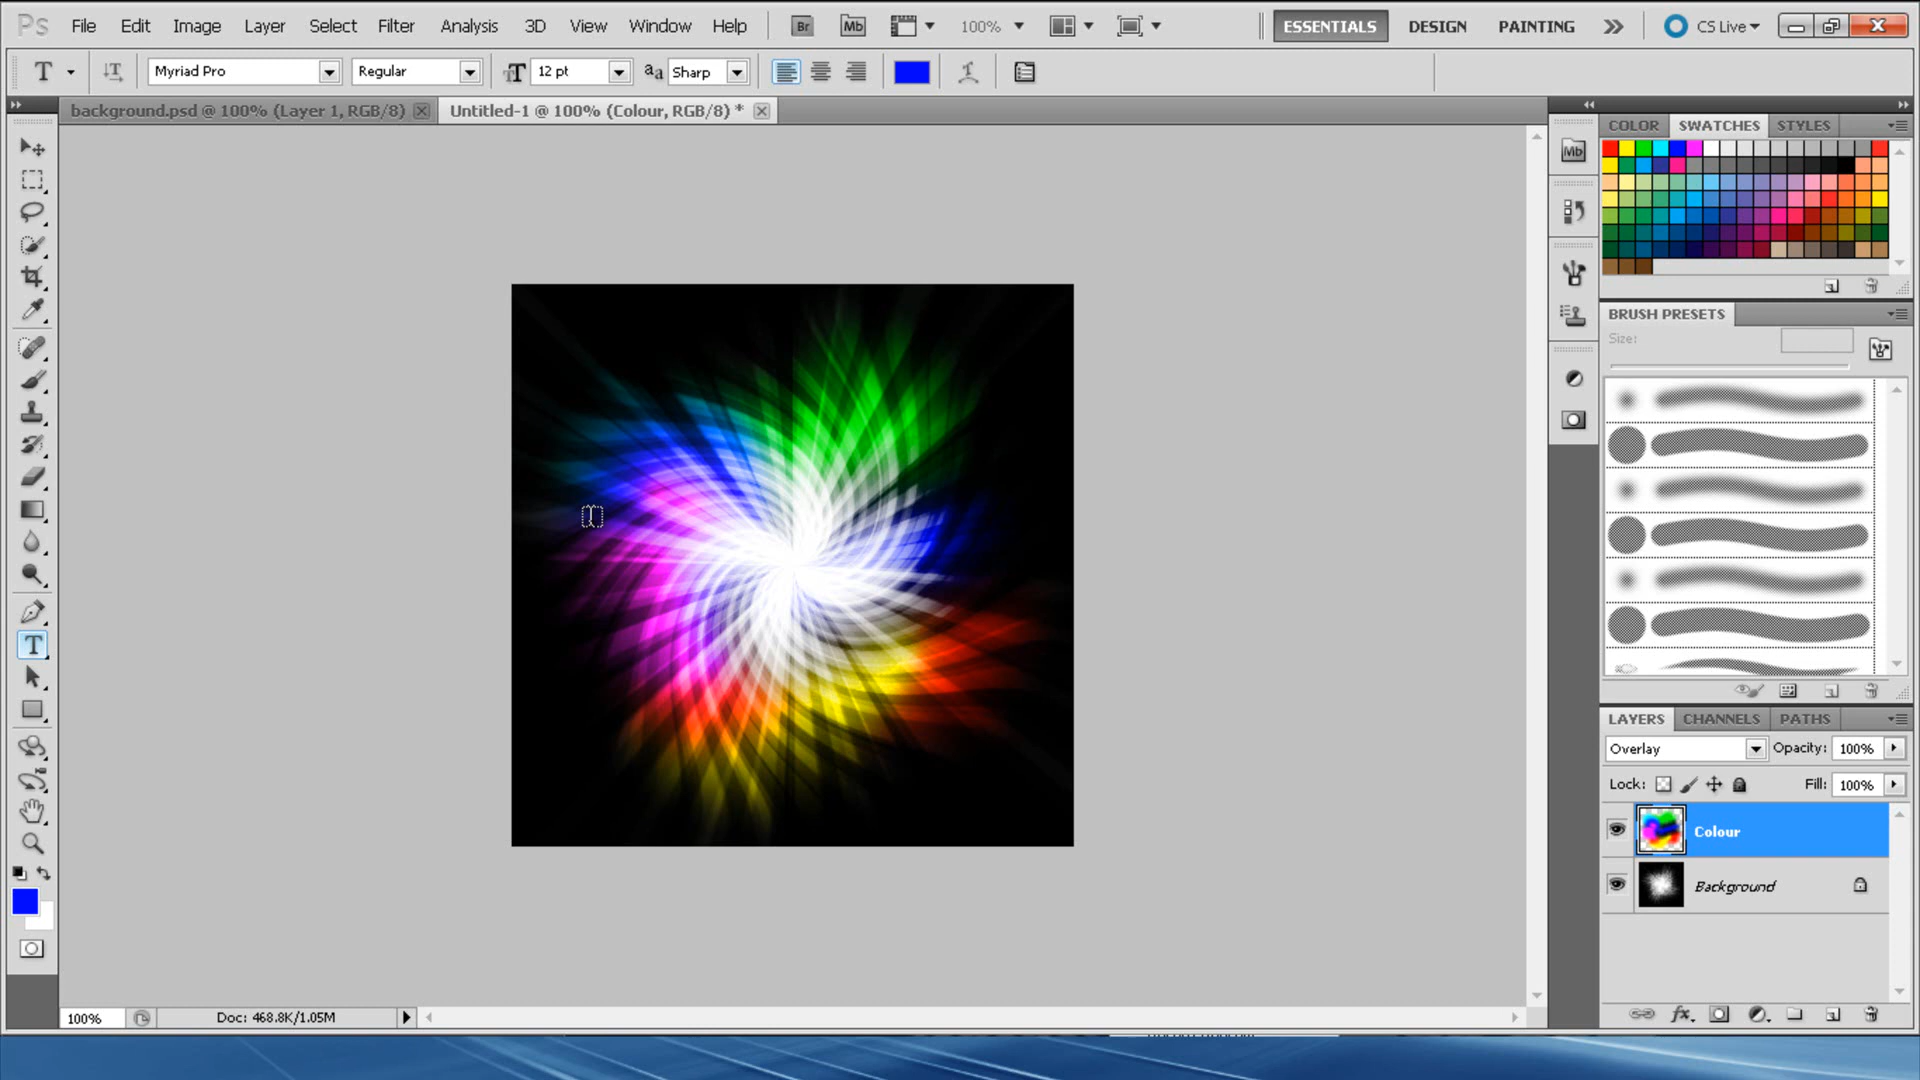 Ps File Edit Image Layer Select Filter Analysis 3D View Window Help Br Mb 100% ESSENTIALS DESIGN PAINTING CS Live
T Myriad Pro Regular 12 pt Sharp
background.psd @ 100% (Layer 1, RGB/8) Untitled-1 @ 100% (Colour, RGB/8) *
COLOR SWATCHES STYLES
Mb
BRUSH PRESETS
Size:
LAYERS CHANNELS PATHS
Overlay Opacity: 100%
Lock: Fill: 100%
Colour
Background
100% Doc: 468.8K/1.05M